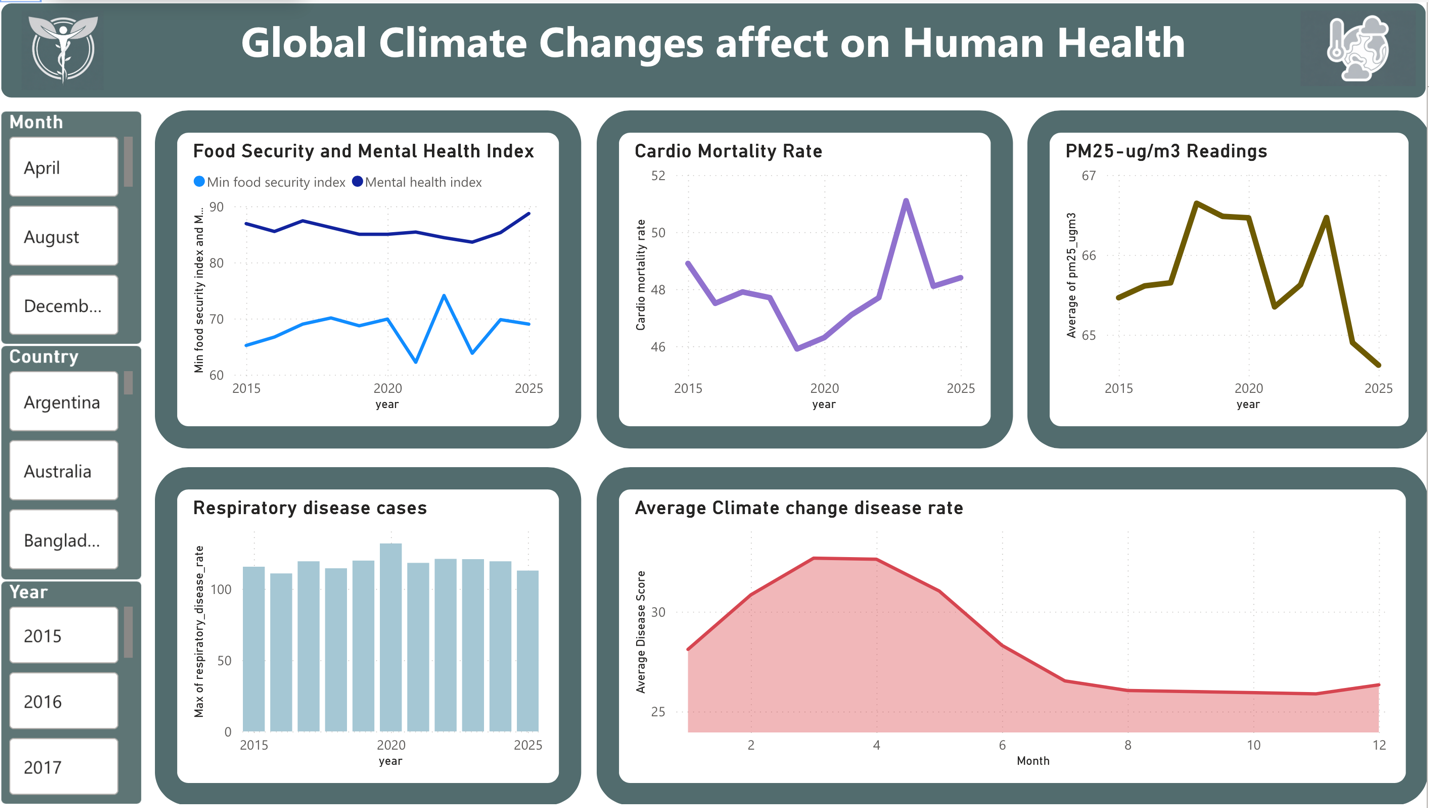 Global Climate Changes affect on Human Health
Month
April
August
Decemb...
Country
Argentina
Australia
Banglad...
Year
2015
2016
2017
Food Security and Mental Health Index
Min food security index Mental health index
Min food security index and M...
90
80
70
60
2015 2020 2025
year
Cardio Mortality Rate
Cardio mortality rate
52
50
48
46
2015 2020 2025
year
PM25-ug/m3 Readings
Average of pm25_ugm3
67
66
65
2015 2020 2025
year
Respiratory disease cases
Max of respiratory_disease_rate
100
50
0
2015 2020 2025
year
Average Climate change disease rate
Average Disease Score
30
25
2 4 6 8 10 12
Month